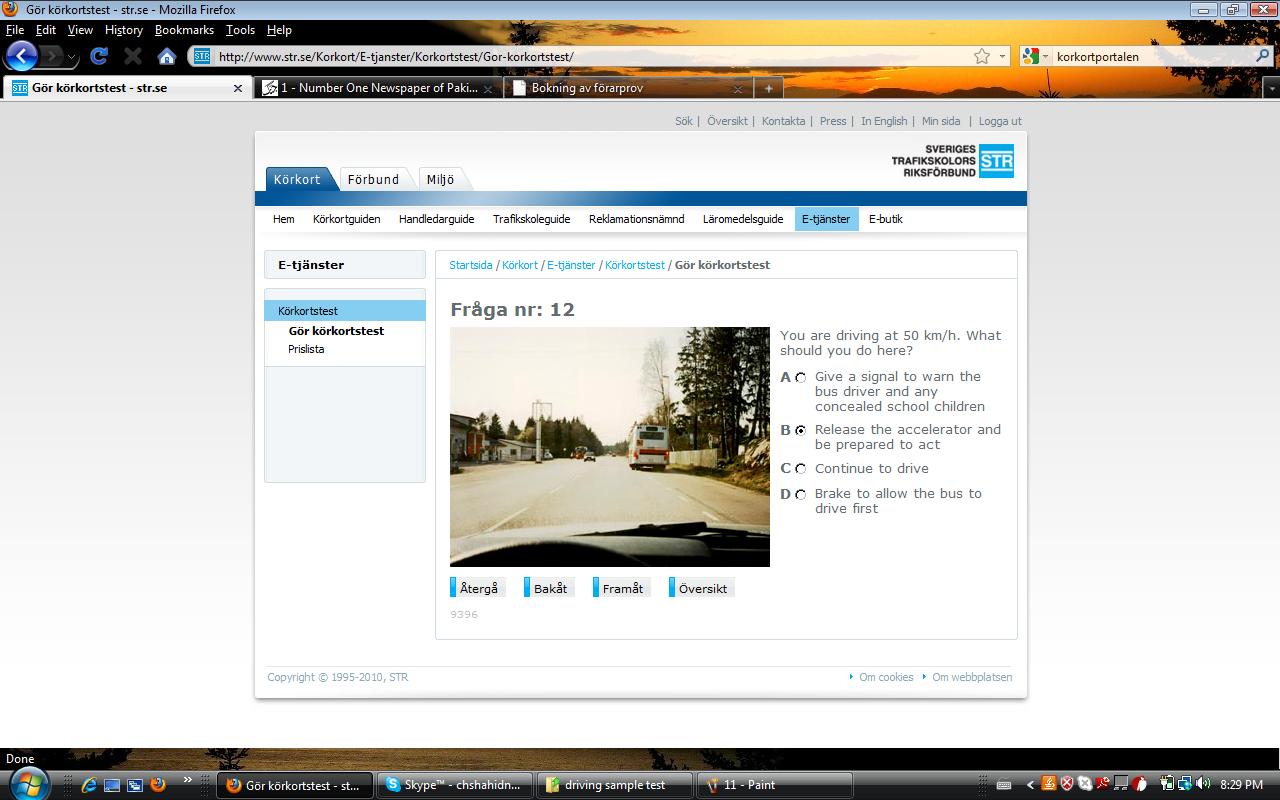 Gör körkortstest - str.se - Mozilla Firefox
File Edit View History Bookmarks Tools Help
STR http://www.str.se/Korkort/E-tjanster/Korkortstest/Gor-korkortstest/ korkortportalen
STR Gör körkortstest - str.se 1 - Number One Newspaper of Paki... Bokning av förarprov
Sök | Översikt | Kontakta | Press | In English | Min sida | Logga ut
SVERIGES
TRAFIKSKOLORS STR
RIKSFÖRBUND
Körkort Förbund Miljö
Hem Körkortguiden Handledarguide Trafikskoleguide Reklamationsnämnd Läromedelsguide E-tjänster E-butik
E-tjänster
Körkortstest
Gör körkortstest
Prislista
Startsida / Körkort / E-tjänster / Körkortstest / Gör körkortstest
Fråga nr: 12
You are driving at 50 km/h. What
should you do here?
A Give a signal to warn the
bus driver and any
concealed school children
B Release the accelerator and
be prepared to act
C Continue to drive
D Brake to allow the bus to
drive first
Återgå Bakåt Framåt Översikt
9396
Copyright © 1995-2010, STR Om cookies Om webbplatsen
Done
Gör körkortstest - st... Skype™ - chshahidn... driving sample test 11 - Paint 8:29 PM